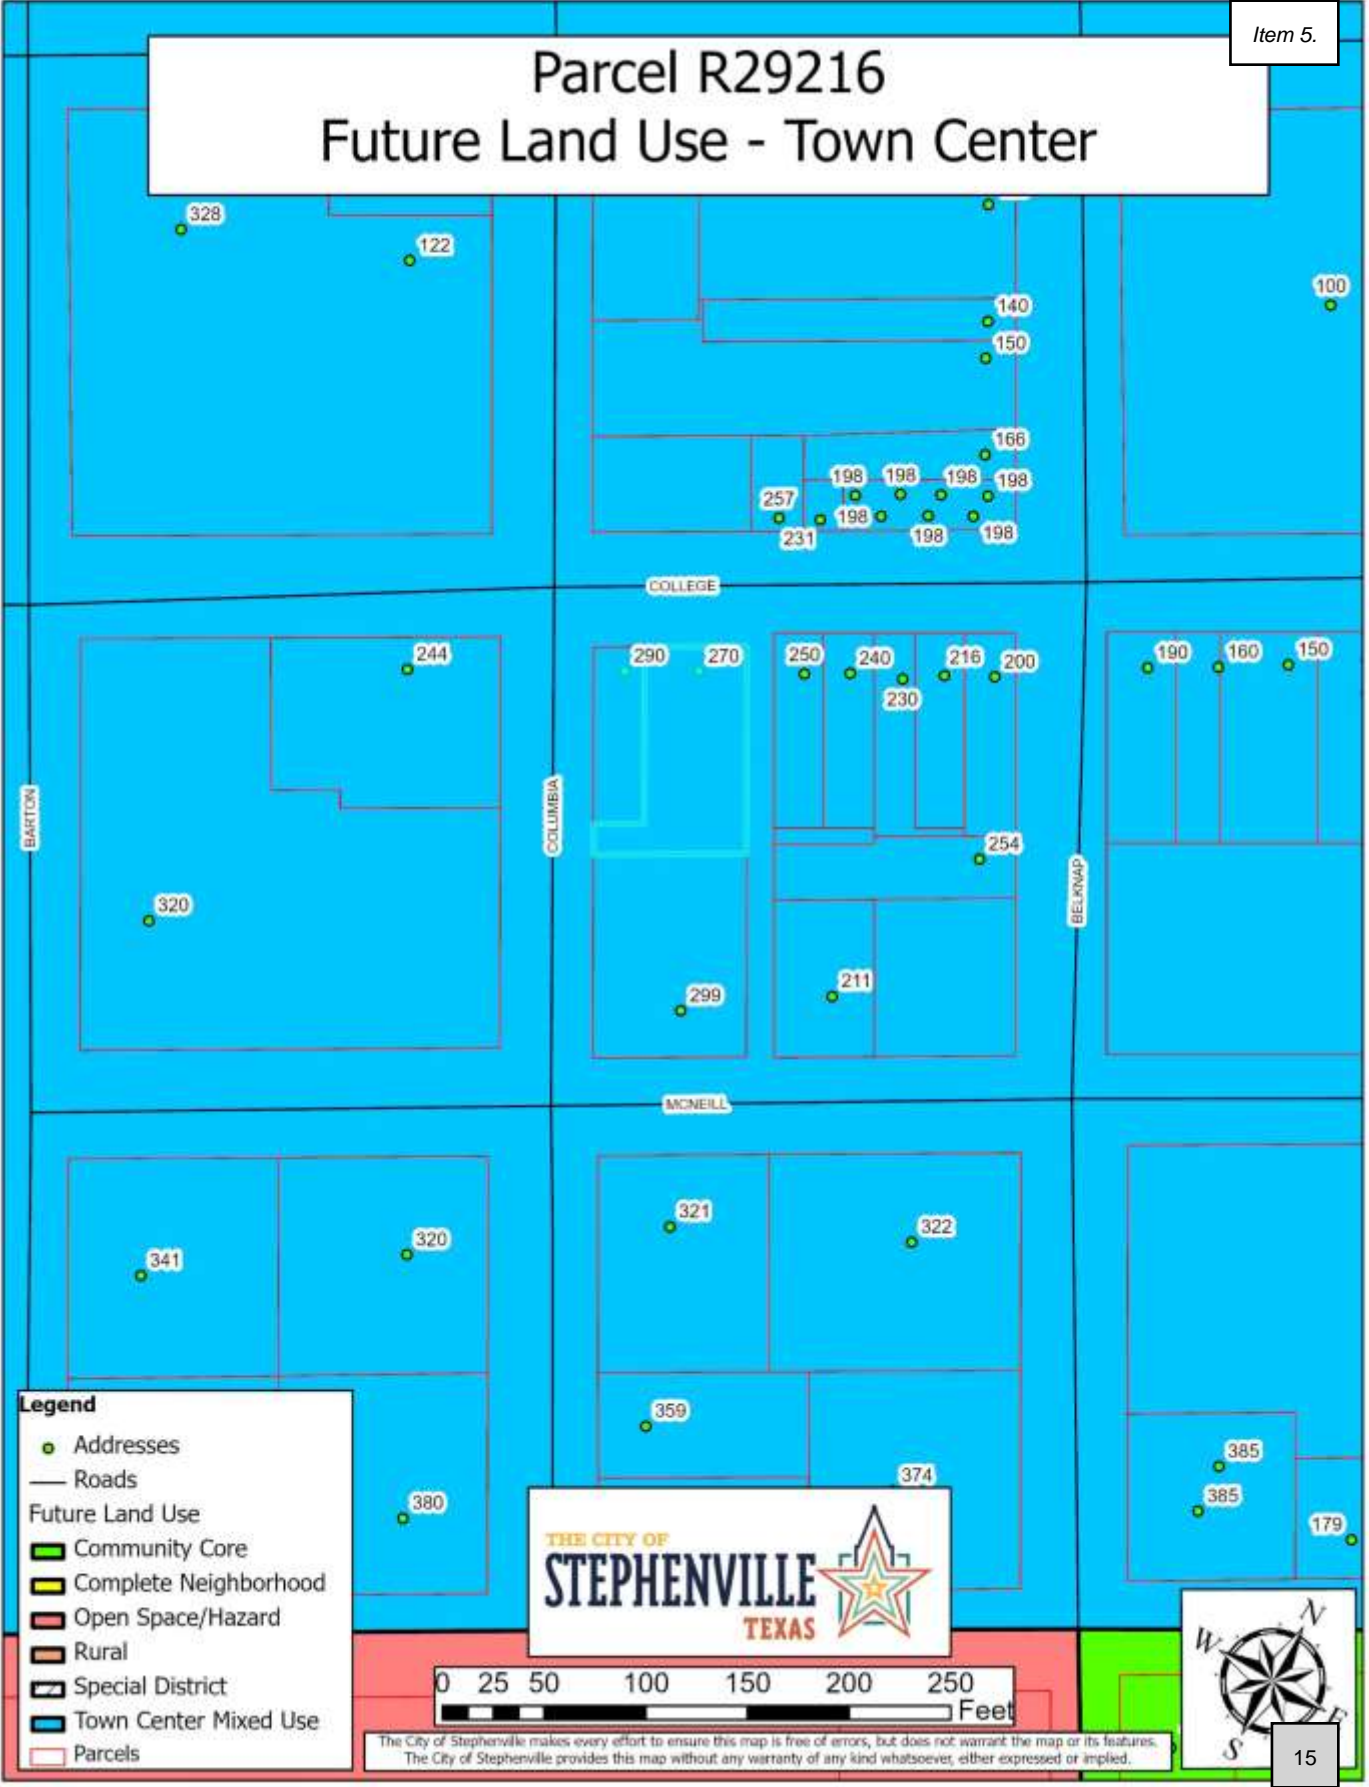 Item 5.
Parcel R29216
Future Land Use - Town Center
328
122
100
140
150
166
198 198 198 198
257
198
231
198 198
COLLEGE
244
290 270 250 240 216 200
190 160 150
230
BARTON
COLUMBIA
254
BELKNAP
320
211
299
MCNEILL
321
322
320
341
359
385
374
380
385
179
Legend
Addresses
Roads
Future Land Use
Community Core
Complete Neighborhood
Open Space/Hazard
Rural
Special District
Town Center Mixed Use
Parcels
THE CITY OF
STEPHENVILLE
TEXAS
0 25 50 100 150 200 250
Feet
The City of Stephenville makes every effort to ensure this map is free of errors, but does not warrant the map or its features.
The City of Stephenville provides this map without any warranty of any kind whatsoever, either expressed or implied.
N
W
E
S
15